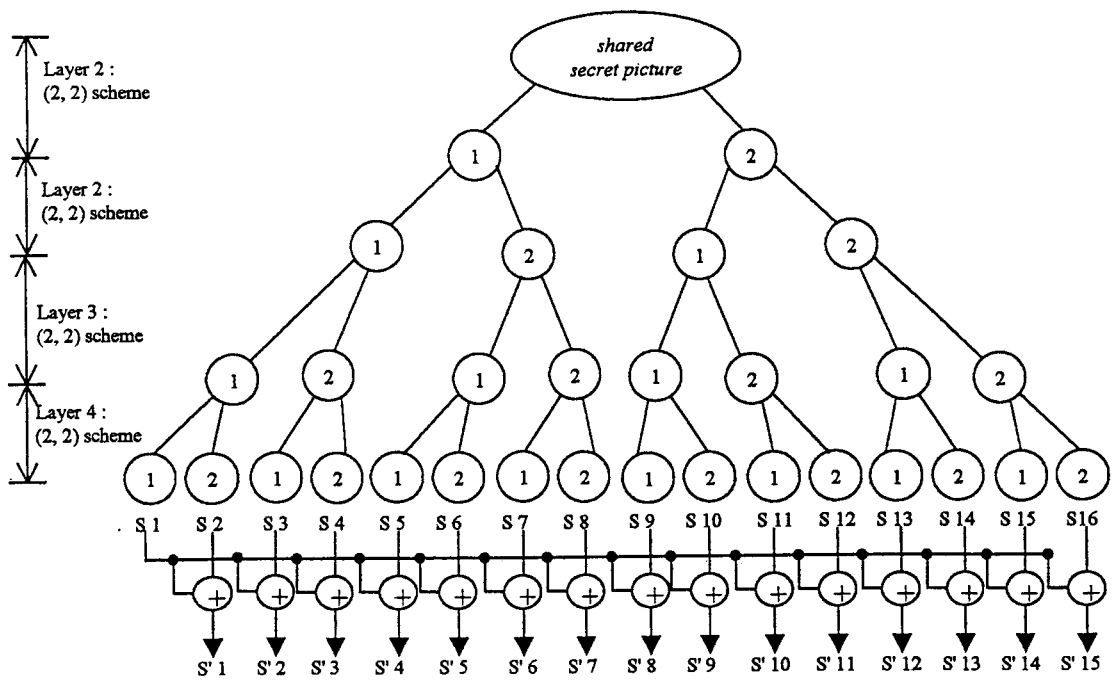 shared
secret picture
Layer 2 :
(2, 2) scheme
1 2
Layer 2 :
(2, 2) scheme
1 2 1 2
Layer 3 :
(2, 2) scheme
1 2 1 2 1 2 1 2
Layer 4 :
(2, 2) scheme
1 2 1 2 1 2 1 2 1 2 1 2 1 2 1 2
S 1 S 2 S 3 S 4 S 5 S 6 S 7 S 8 S 9 S 10 S 11 S 12 S 13 S 14 S 15 S16
+ + + + + + + + + + + + + + +
S' 1 S' 2 S' 3 S' 4 S' 5 S' 6 S' 7 S' 8 S' 9 S' 10 S' 11 S' 12 S' 13 S' 14 S' 15